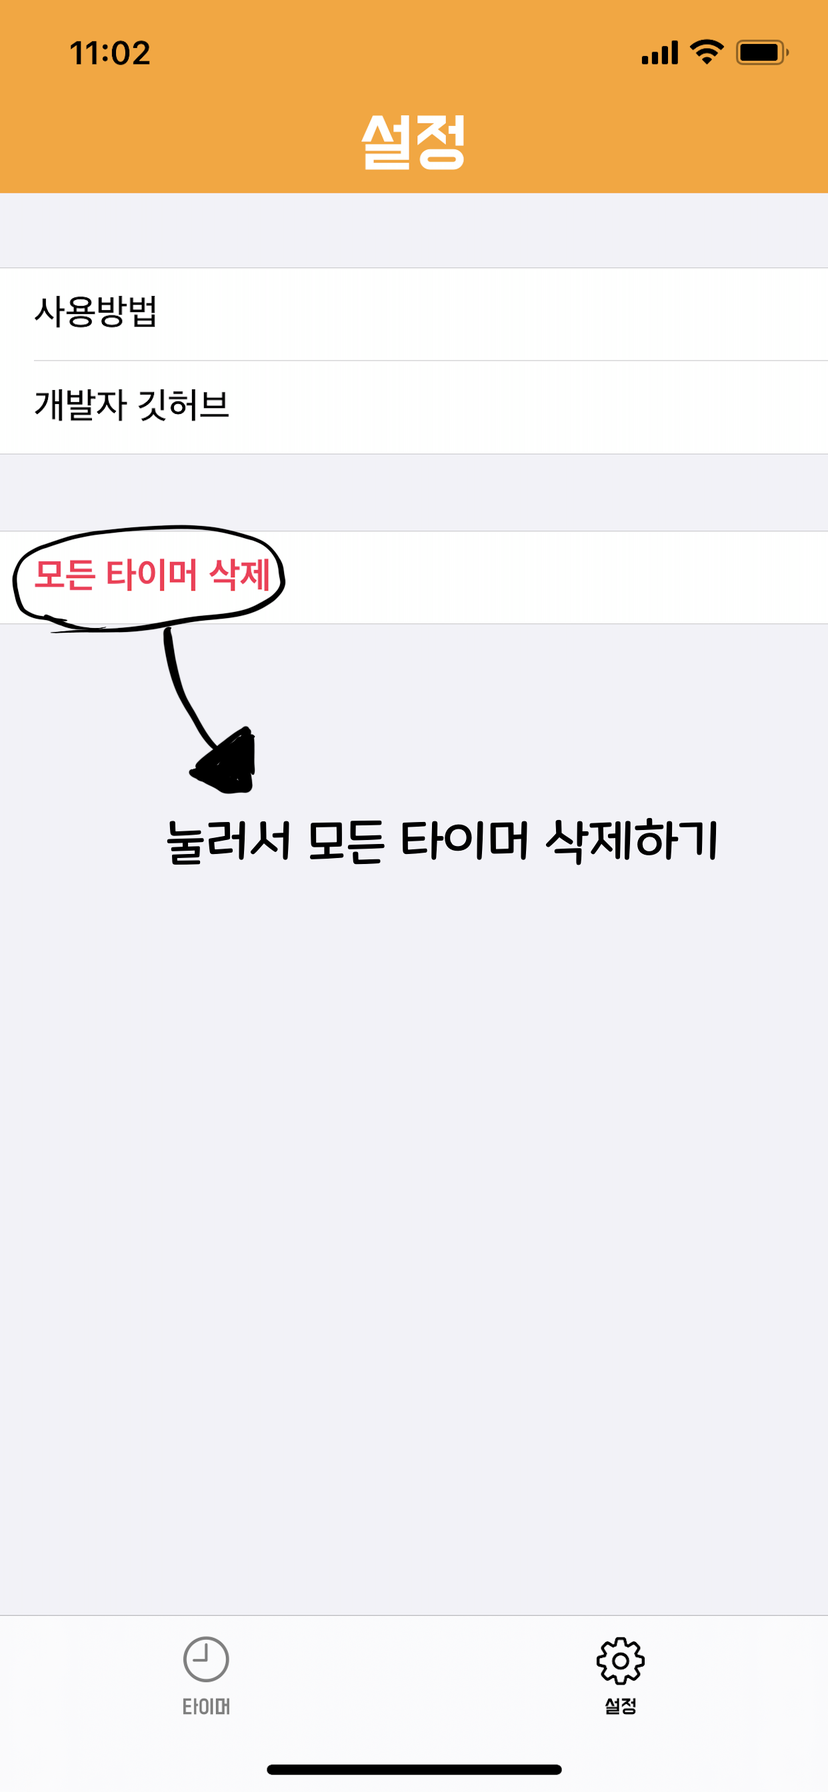 11:02
설정
사용방법
개발자 깃허브
모든 타이머 삭제
눌러서 모든 타이머 삭제하기
타이머
설정